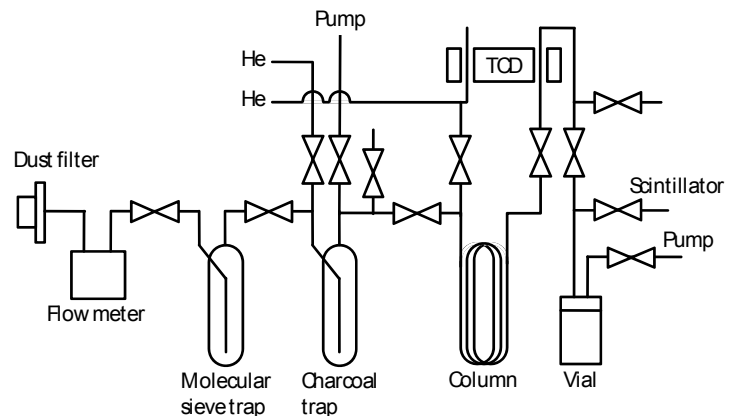 Pump
He
TCD
He
Dust filter
Scintillator
Pump
Flow meter
Molecular
sieve trap
Charcoal
trap
Column
Vial